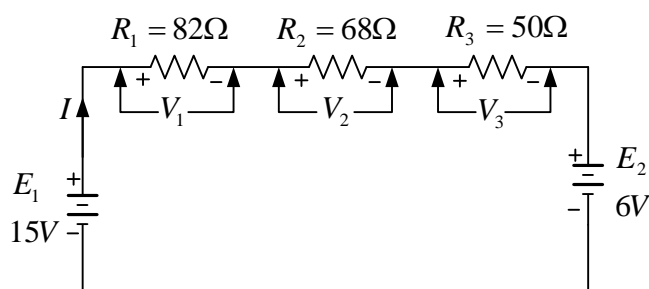 R₁ = 82Ω R₂ = 68Ω R₃ = 50Ω
+ − + − + −
V₁ V₂ V₃
I
E₁ + + E₂
15V − − 6V